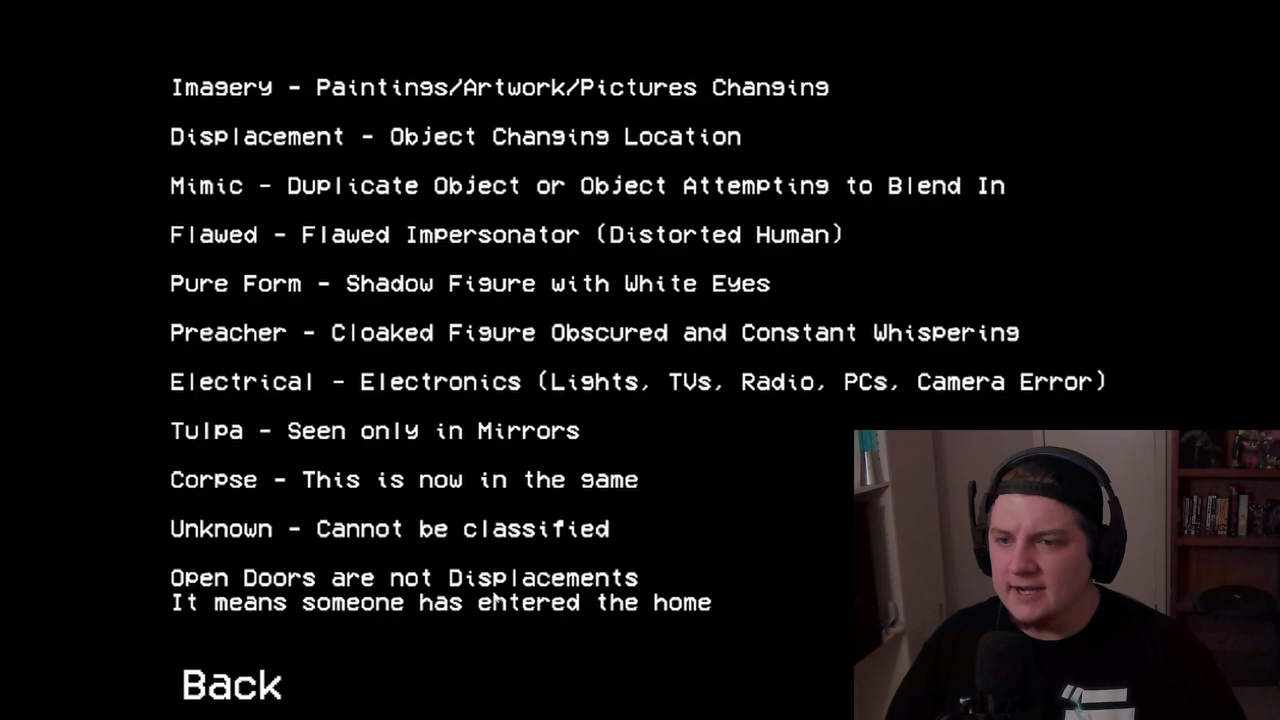 Imagery - Paintings/Artwork/Pictures Changing
Displacement - Object Changing Location
Mimic - Duplicate Object or Object Attempting to Blend In
Flawed - Flawed Impersonator (Distorted Human)
Pure Form - Shadow Figure with White Eyes
Preacher - Cloaked Figure Obscured and Constant Whispering
Electrical - Electronics (Lights, TVs, Radio, PCs, Camera Error)
Tulpa - Seen only in Mirrors
Corpse - This is now in the game
Unknown - Cannot be classified
Open Doors are not Displacements
It means someone has entered the home
Back